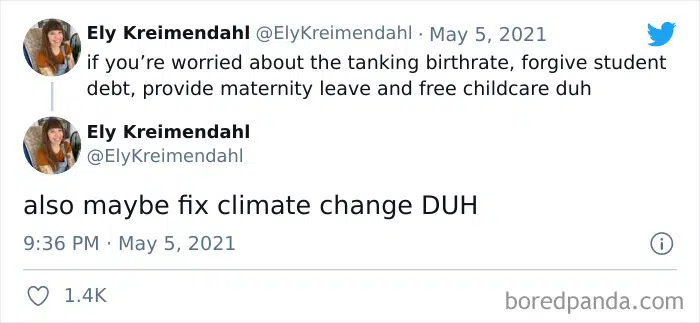 Ely Kreimendahl @ElyKreimendahl · May 5, 2021
if you’re worried about the tanking birthrate, forgive student
debt, provide maternity leave and free childcare duh
Ely Kreimendahl
@ElyKreimendahl
also maybe fix climate change DUH
9:36 PM · May 5, 2021
1.4K
boredpanda.com